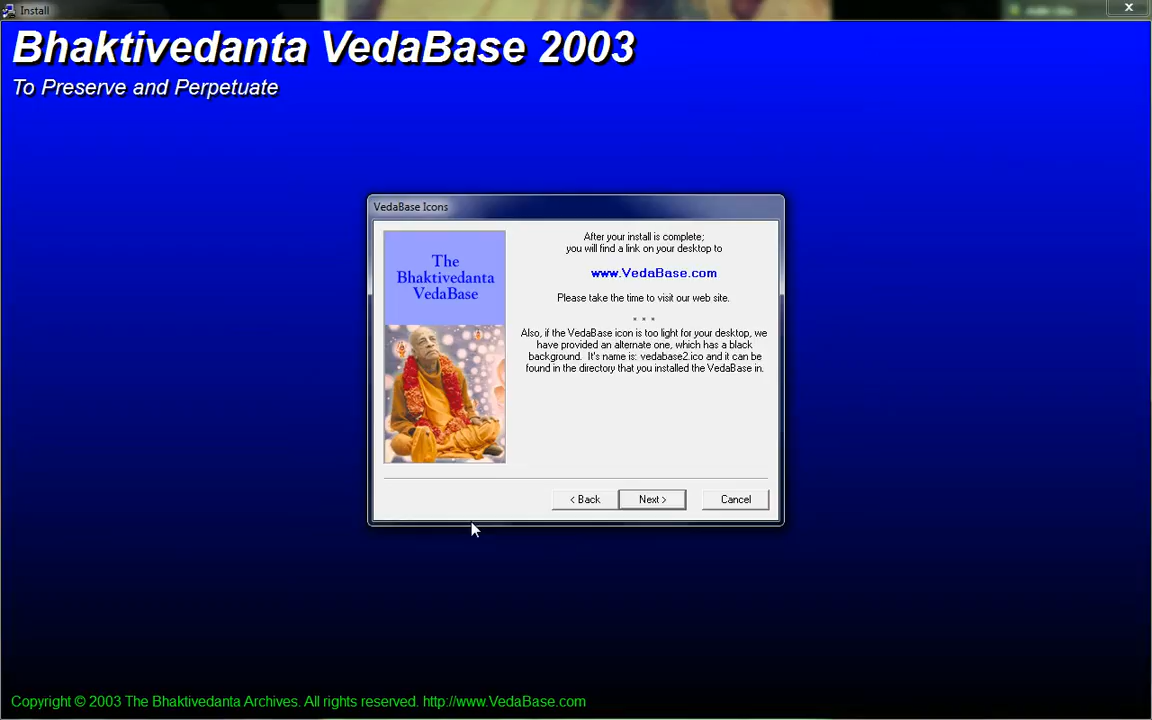 Install
Bhaktivedanta VedaBase 2003
To Preserve and Perpetuate
VedaBase Icons
The
Bhaktivedanta
VedaBase
After your install is complete;
you will find a link on your desktop to
www.VedaBase.com
Please take the time to visit our web site.
* * *
Also, if the VedaBase icon is too light for your desktop, we
have provided an alternate one, which has a black
background. It's name is: vedabase2.ico and it can be
found in the directory that you installed the VedaBase in.
< Back
Next >
Cancel
Copyright © 2003 The Bhaktivedanta Archives. All rights reserved. http://www.VedaBase.com